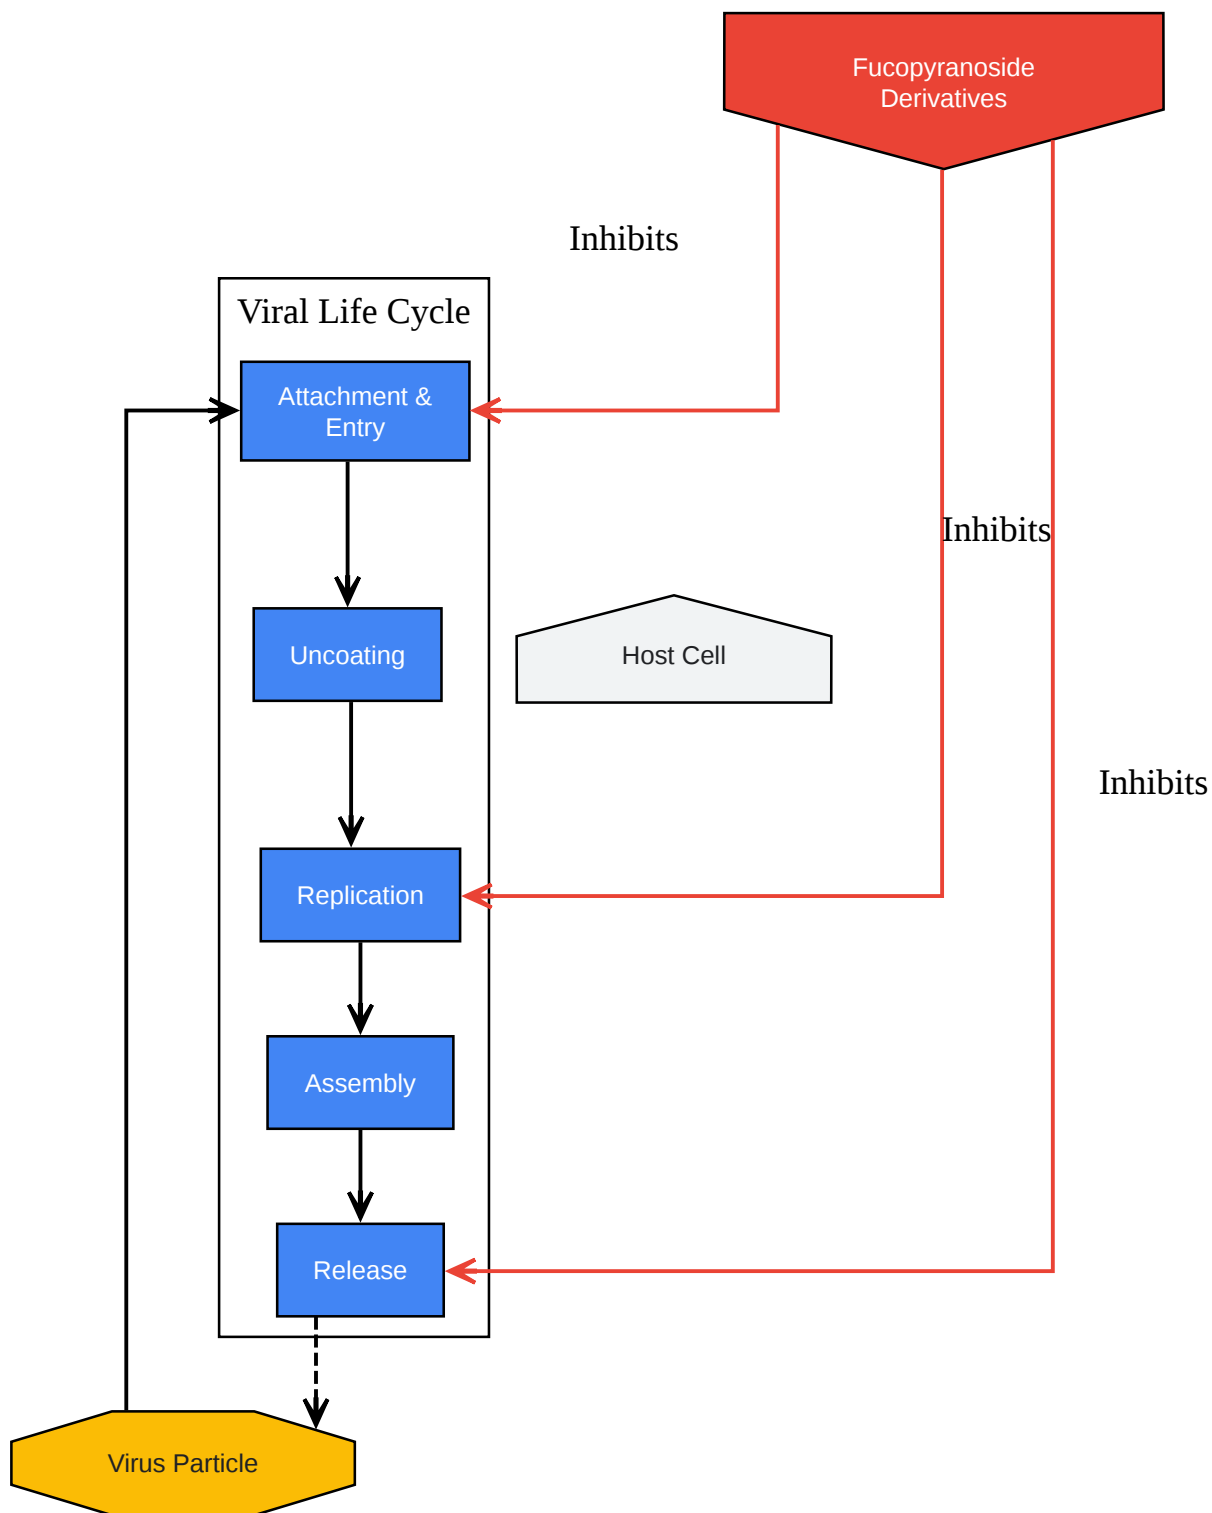 Fucopyranoside
Derivatives
Inhibits
Viral Life Cycle
Attachment &
Entry
Inhibits
Uncoating
Host Cell
Inhibits
Replication
Assembly
Release
Virus Particle